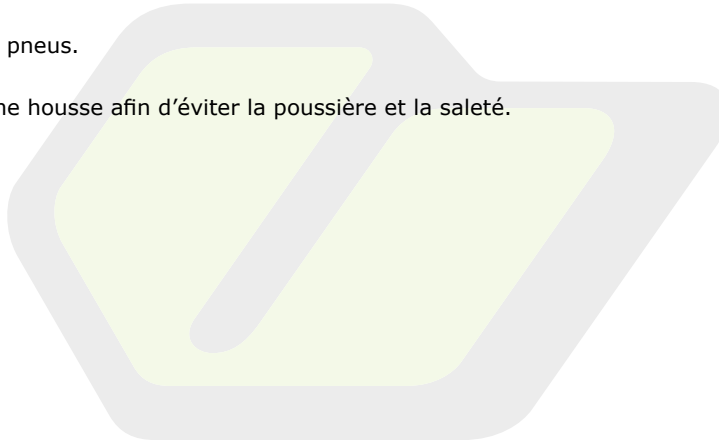 pneus.
ne housse afin d’éviter la poussière et la saleté.